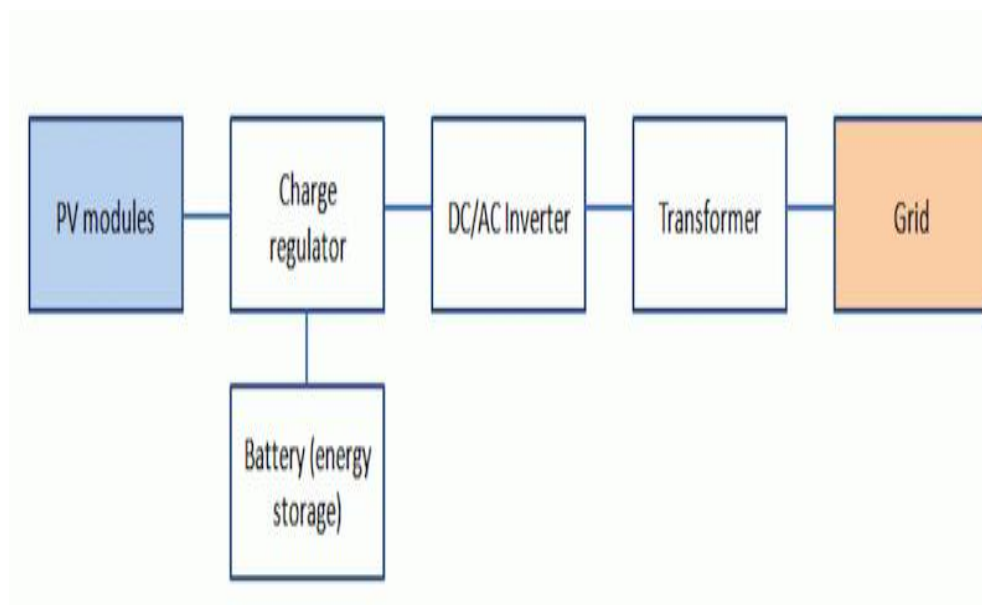 PV modules
Charge
regulator
DC/AC Inverter
Transformer
Grid
Battery (energy
storage)